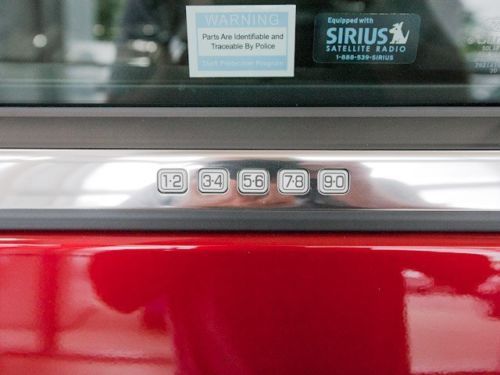 WARNING
Parts Are Identifiable and
Traceable By Police
Theft Protection Program
Equipped with
SIRIUS
SATELLITE RADIO
1-888-539-SIRIUS
1·2 3·4 5·6 7·8 9·0